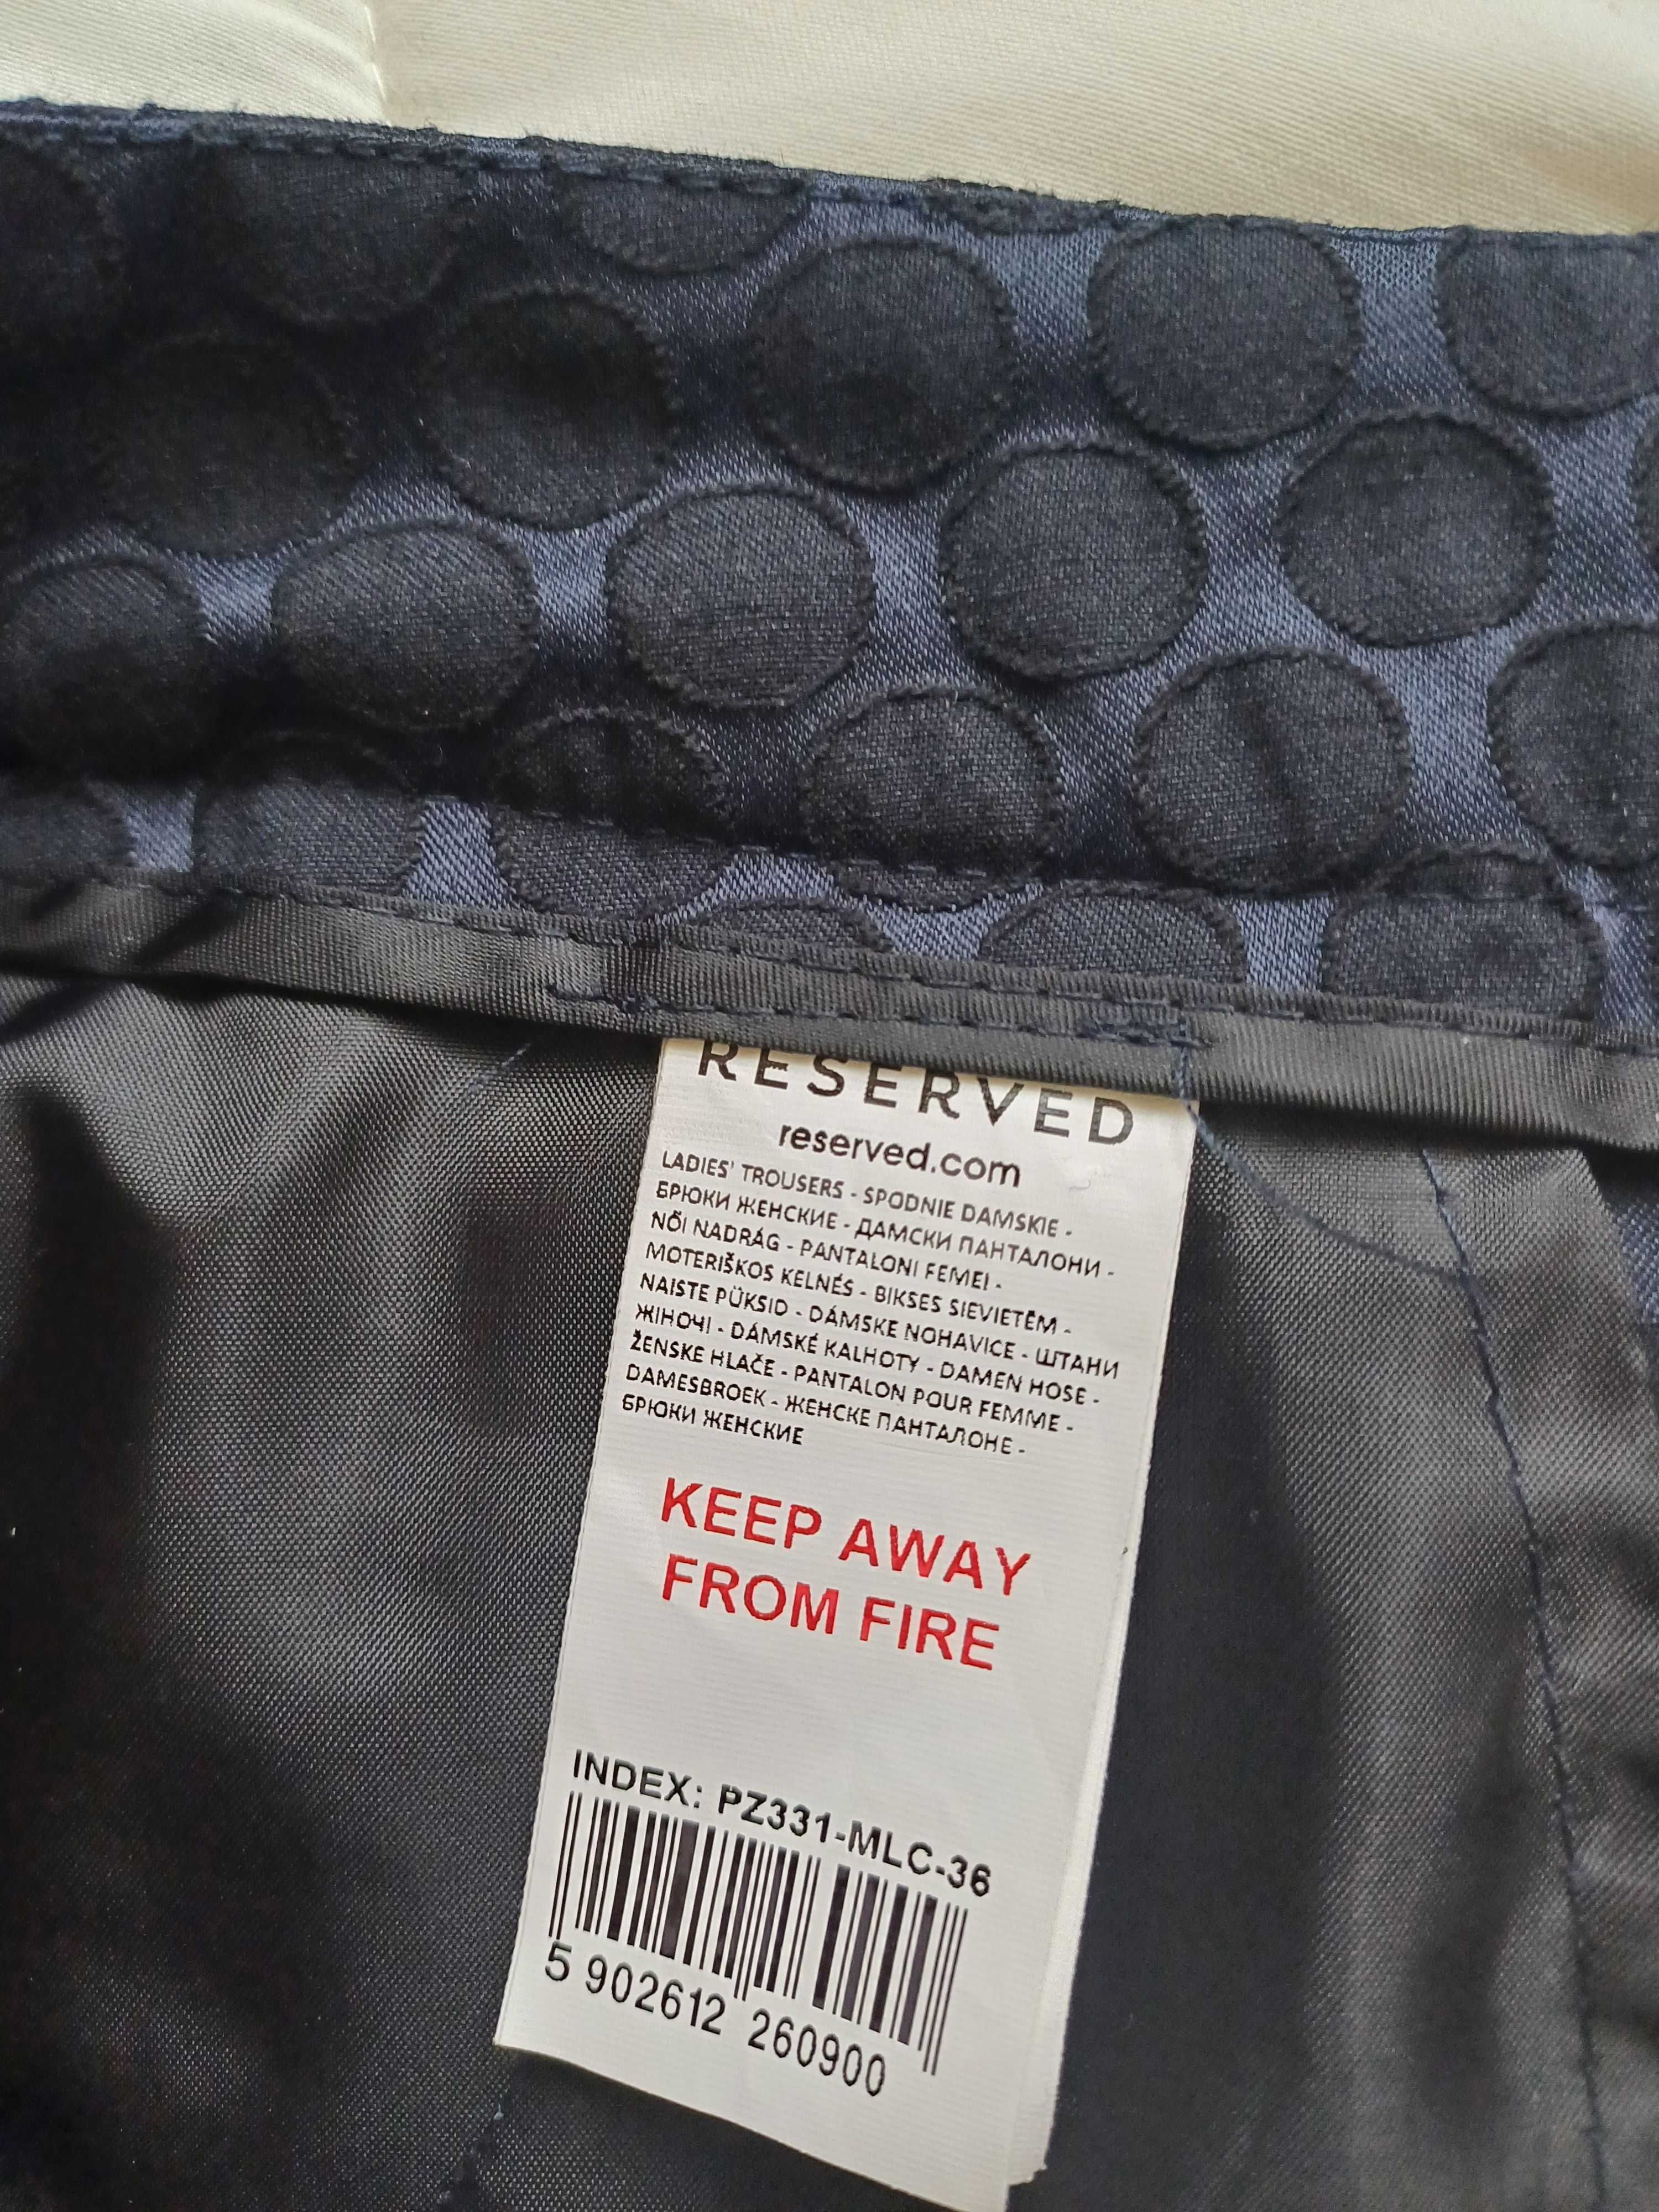 RESERVED
reserved.com
LADIES' TROUSERS - SPODNIE DAMSKIE -
БРЮКИ ЖЕНСКИЕ - ДАМСКИ ПАНТАЛОНИ -
NŐI NADRÁG - PANTALONI FEMEI -
MOTERIŠKOS KELNĖS - BIKSES SIEVIETĒM -
NAISTE PÜKSID - DÁMSKE NOHAVICE - ШТАНИ
ЖІНОЧІ - DÁMSKÉ KALHOTY - DAMEN HOSE -
ŽENSKE HLAČE - PANTALON POUR FEMME -
DAMESBROEK - ЖЕНСКЕ ПАНТАЛОНЕ -
БРЮКИ ЖЕНСКИЕ
KEEP AWAY
FROM FIRE
INDEX: PZ331-MLC-36
5 902612 260900